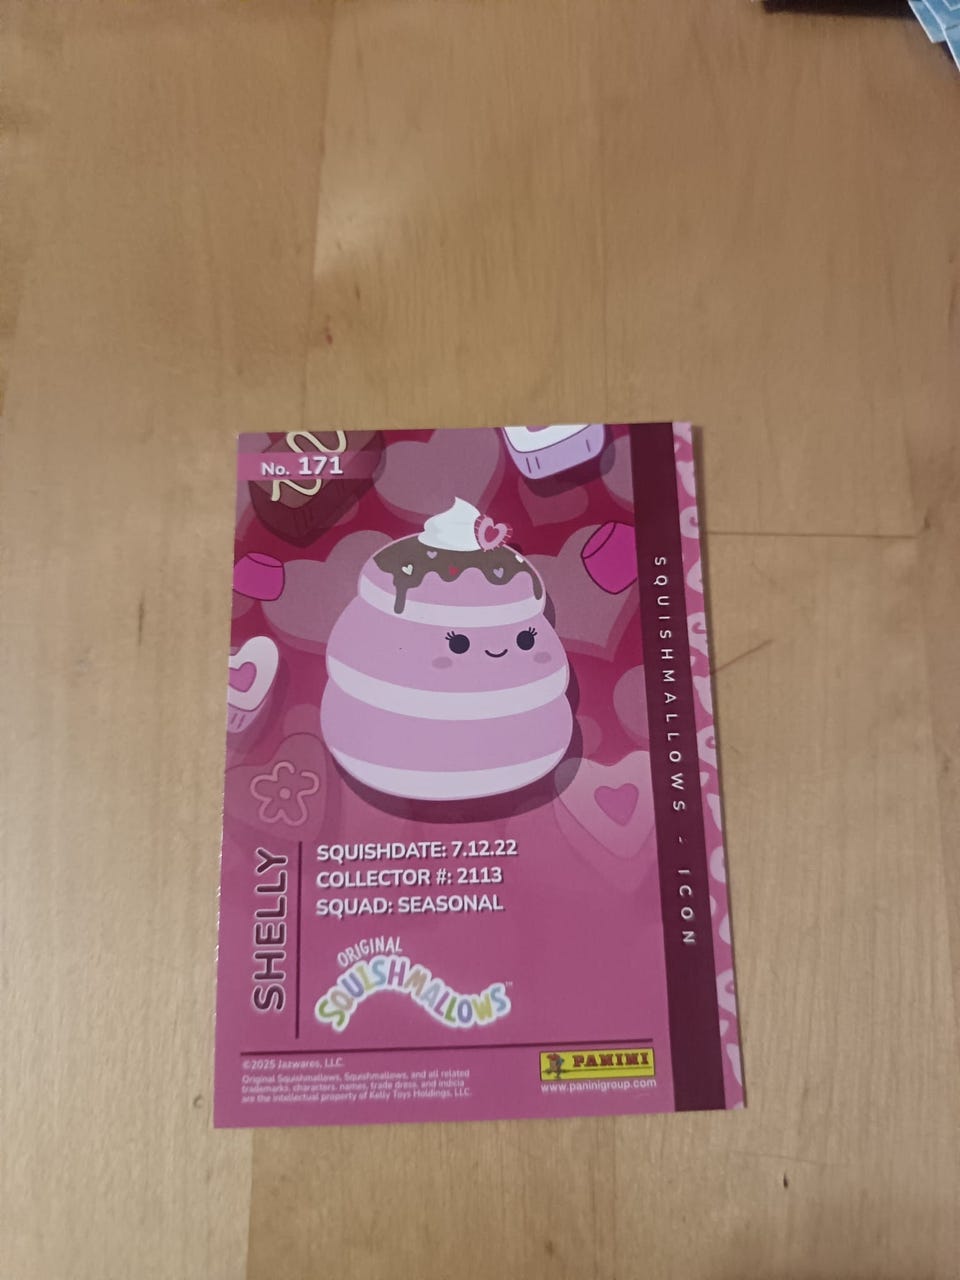 No. 171
SQUISHMALLOWS - ICON
SHELLY
SQUISHDATE: 7.12.22
COLLECTOR #: 2113
SQUAD: SEASONAL
ORIGINAL
SQUISHMALLOWS™
©2025 Jazwares, LLC.
Original Squishmallows, Squishmallows, and all related
trademarks, characters, names, trade dress, and indicia
are the intellectual property of Kelly Toys Holdings, LLC.
PANINI
www.paninigroup.com